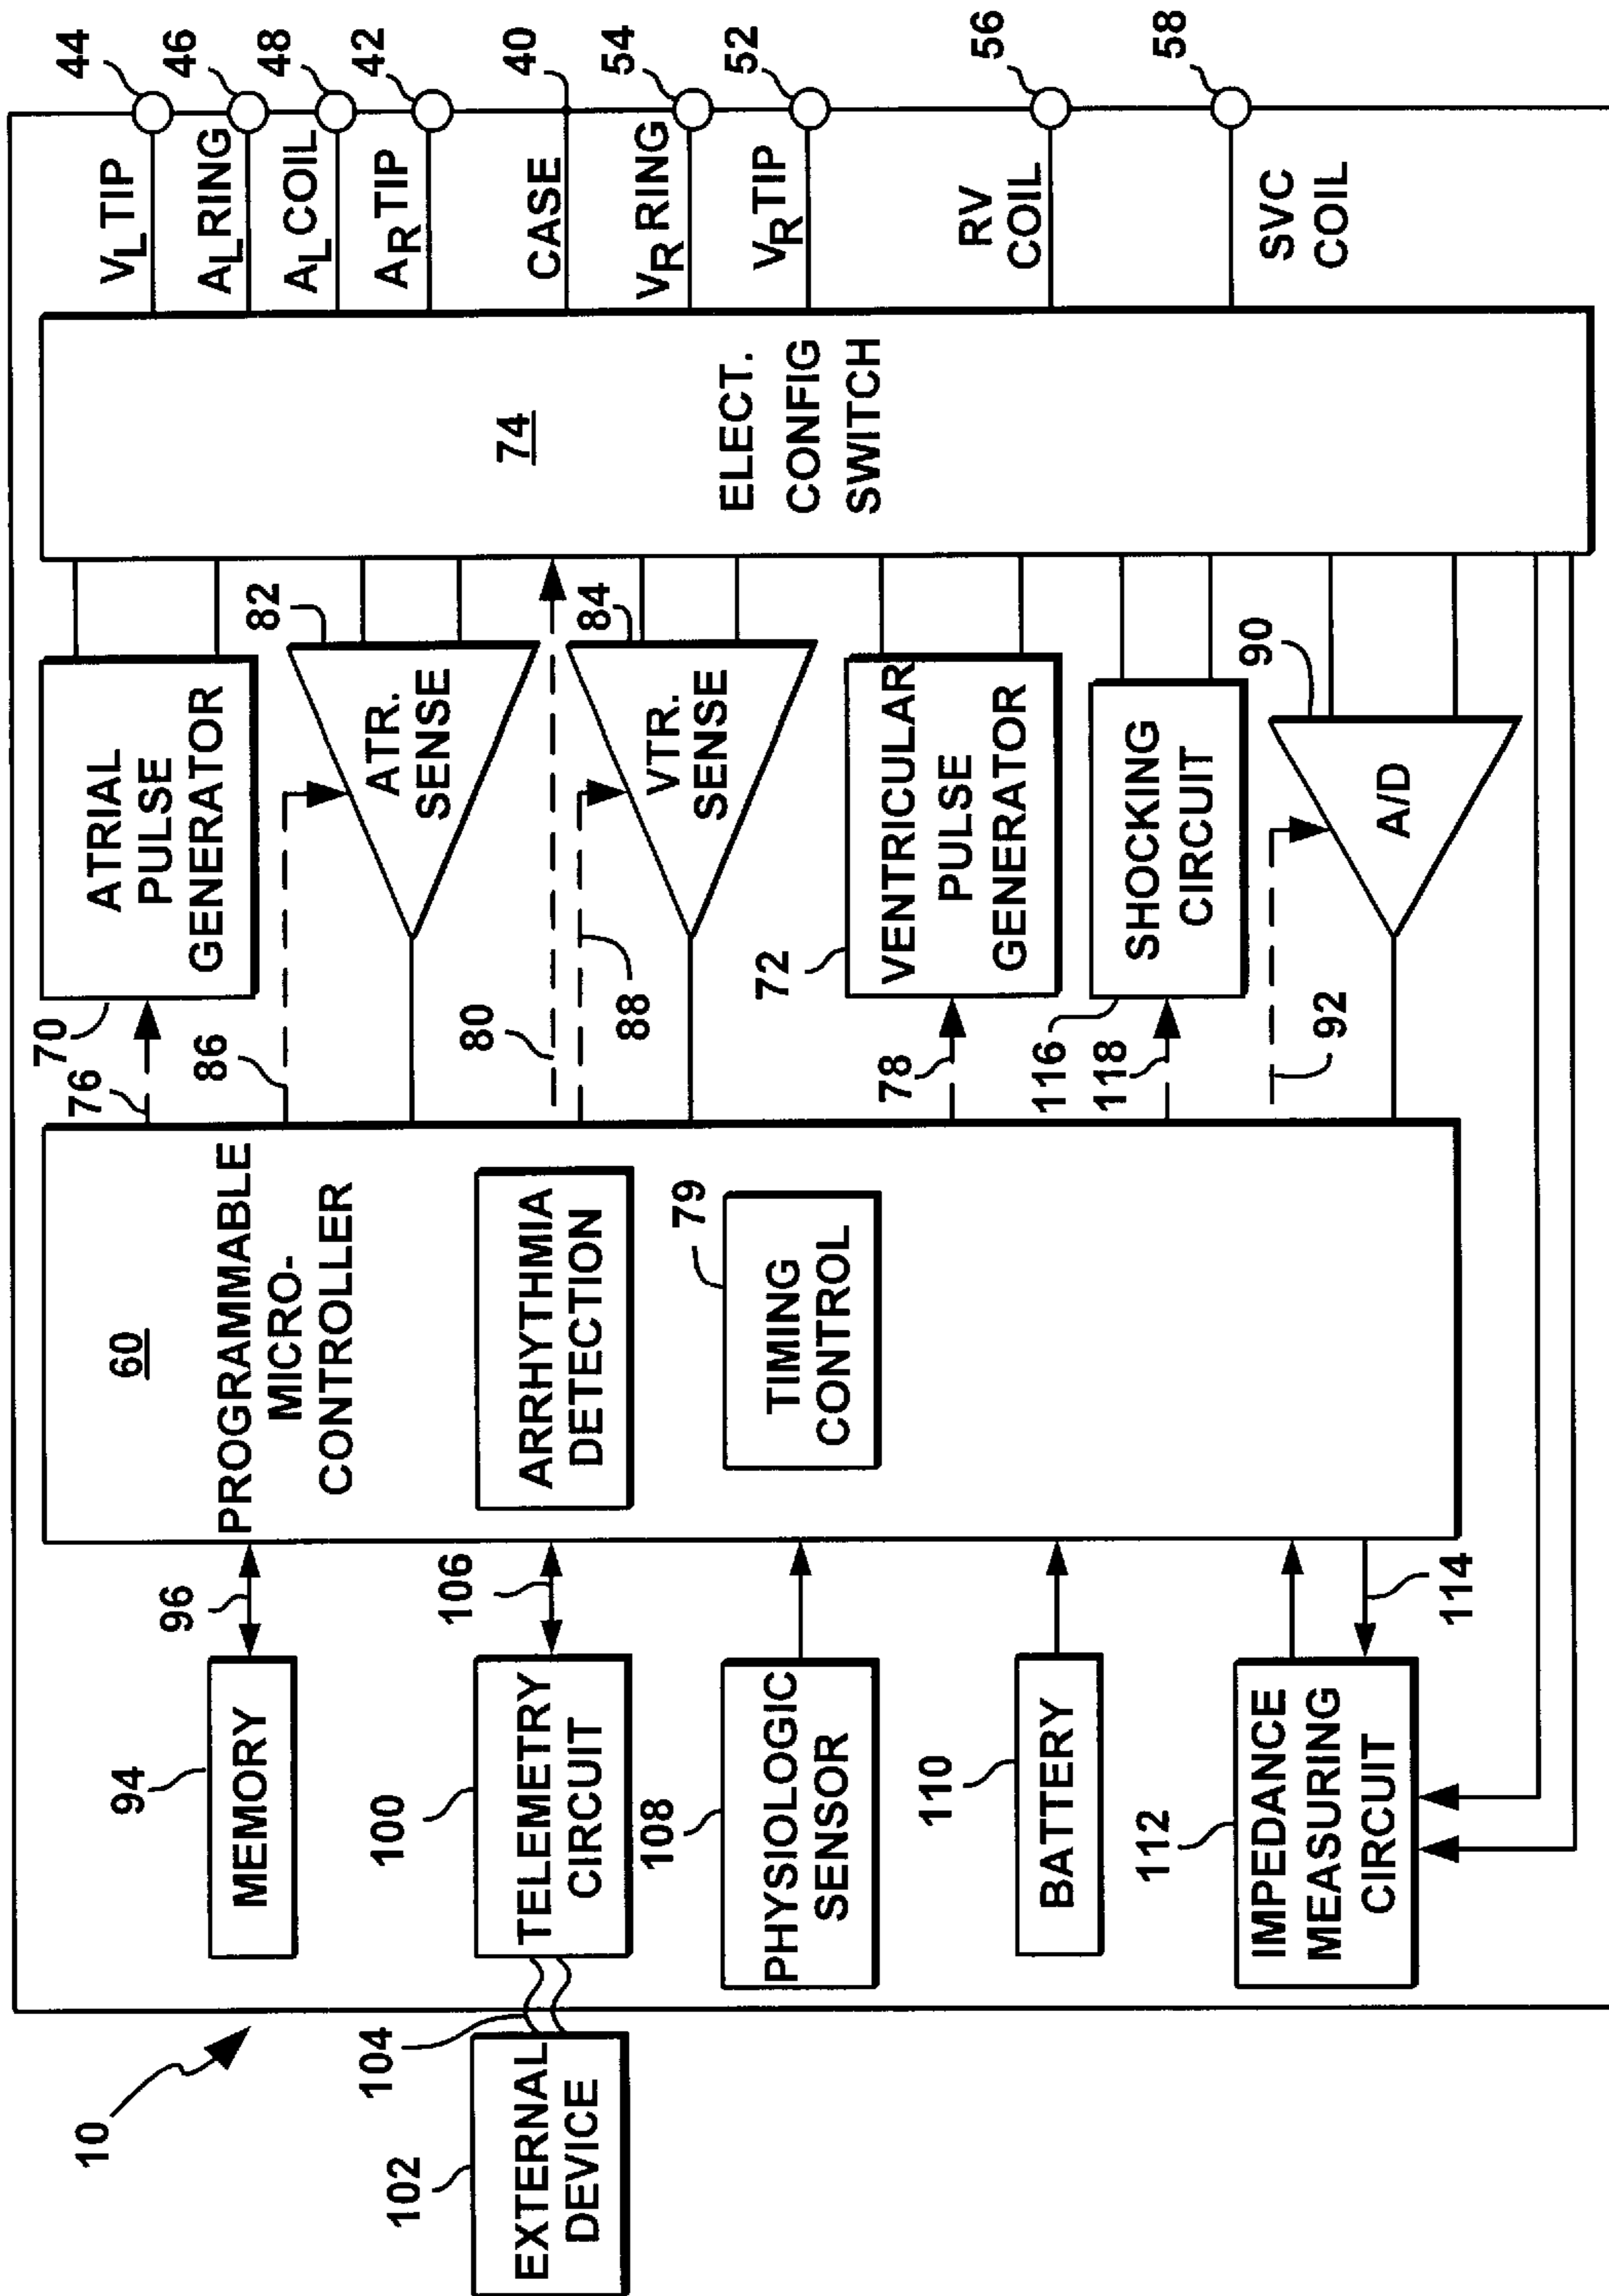 10
102
EXTERNAL
DEVICE
104
94
MEMORY
96
100
TELEMETRY
CIRCUIT
106
108
PHYSIOLOGIC
SENSOR
110
BATTERY
112
IMPEDANCE
MEASURING
CIRCUIT
114
60
PROGRAMMABLE
MICRO-
CONTROLLER
ARRHYTHMIA
DETECTION
79
TIMING
CONTROL
76
70
ATRIAL
PULSE
GENERATOR
86
82
ATR.
SENSE
80
88
84
VTR.
SENSE
78
72
VENTRICULAR
PULSE
GENERATOR
116
118
SHOCKING
CIRCUIT
92
90
A/D
74
ELECT.
CONFIG
SWITCH
VL TIP
44
AL RING
46
AL COIL
48
AR TIP
42
CASE
40
VR RING
54
VR TIP
52
RV
COIL
56
SVC
COIL
58